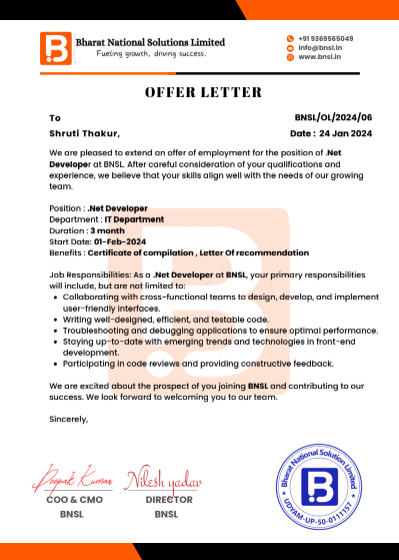 Bharat National Solutions Limited
Fueling growth, driving success.
+91 9369565049
info@bnsl.in
www.bnsl.in
OFFER LETTER
To
BNSL/OL/2024/06
Shruti Thakur,
Date : 24 Jan 2024
We are pleased to extend an offer of employment for the position of .Net
Developer at BNSL. After careful consideration of your qualifications and
experience, we believe that your skills align well with the needs of our growing
team.
Position : .Net Developer
Department : IT Department
Duration : 3 month
Start Date: 01-Feb-2024
Benefits : Certificate of compilation , Letter Of recommendation
Job Responsibilities: As a .Net Developer at BNSL, your primary responsibilities
will include, but are not limited to:
• Collaborating with cross-functional teams to design, develop, and implement
user-friendly interfaces.
• Writing well-designed, efficient, and testable code.
• Troubleshooting and debugging applications to ensure optimal performance.
• Staying up-to-date with emerging trends and technologies in front-end
development.
• Participating in code reviews and providing constructive feedback.
We are excited about the prospect of you joining BNSL and contributing to our
success. We look forward to welcoming you to our team.
Sincerely,
Deepak Kumar
Nilesh yadav
COO & CMO
DIRECTOR
BNSL
BNSL
Bharat National Solution Limited
UDYAM-UP-50-0111157